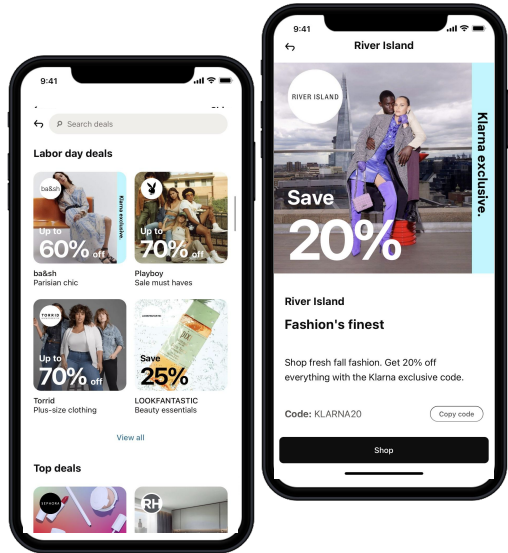 9:41
Search deals
Labor day deals
ba&sh
Klarna exclusive.
Up to
60% off
ba&sh
Parisian chic
Up to
70% off
Playboy
Sale must haves
TORRID
Up to
70% off
Torrid
Plus-size clothing
LOOKFANTASTIC
Save
25%
LOOKFANTASTIC
Beauty essentials
View all
Top deals
SEPHORA
RH
9:41
River Island
RIVER ISLAND
Klarna exclusive.
Save
20%
River Island
Fashion's finest
Shop fresh fall fashion. Get 20% off
everything with the Klarna exclusive code.
Code: KLARNA20
Copy code
Shop